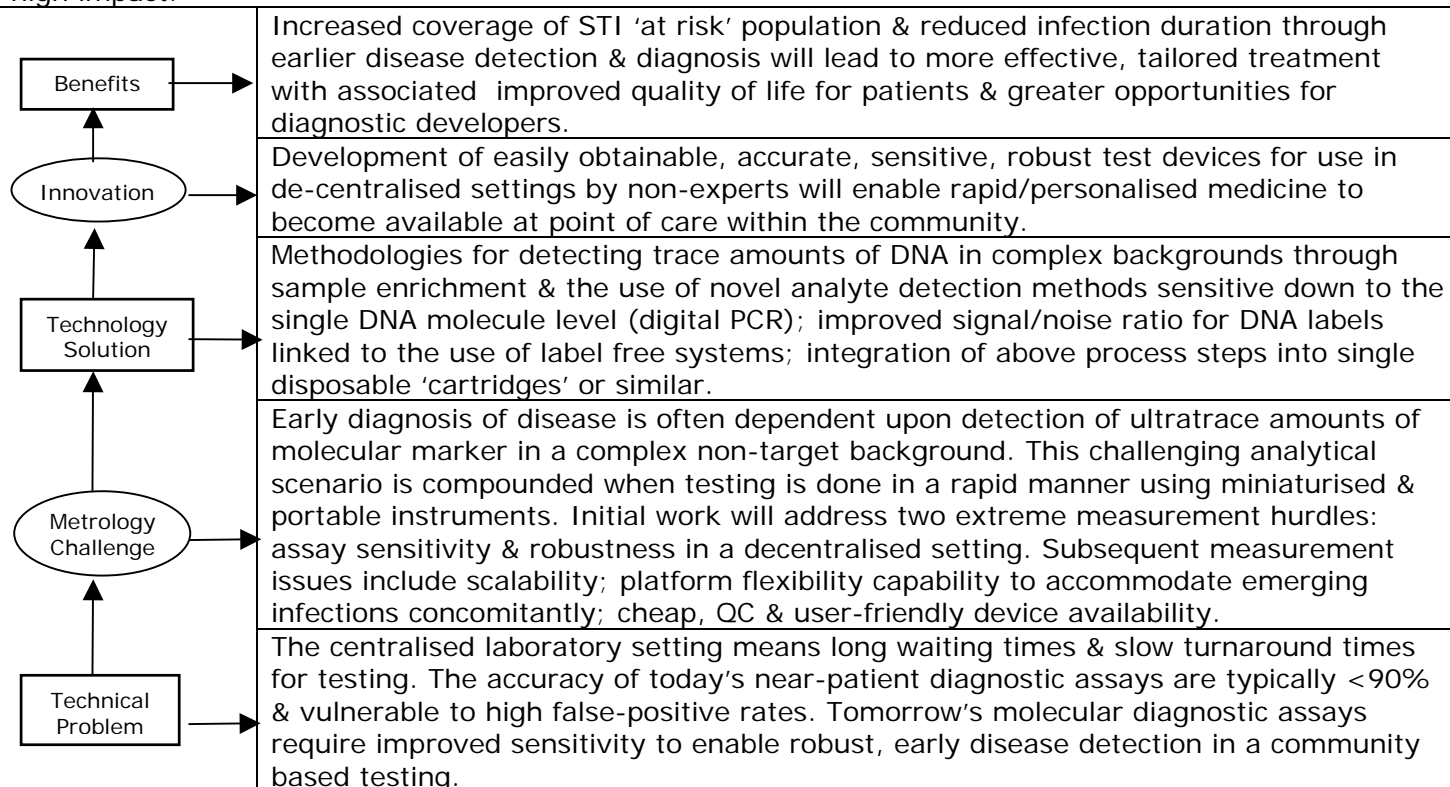 high impact.
Benefits
Increased coverage of STI ‘at risk’ population & reduced infection duration through
earlier disease detection & diagnosis will lead to more effective, tailored treatment
with associated improved quality of life for patients & greater opportunities for
diagnostic developers.
Innovation
Development of easily obtainable, accurate, sensitive, robust test devices for use in
de-centralised settings by non-experts will enable rapid/personalised medicine to
become available at point of care within the community.
Technology
Solution
Methodologies for detecting trace amounts of DNA in complex backgrounds through
sample enrichment & the use of novel analyte detection methods sensitive down to the
single DNA molecule level (digital PCR); improved signal/noise ratio for DNA labels
linked to the use of label free systems; integration of above process steps into single
disposable ‘cartridges’ or similar.
Metrology
Challenge
Early diagnosis of disease is often dependent upon detection of ultratrace amounts of
molecular marker in a complex non-target background. This challenging analytical
scenario is compounded when testing is done in a rapid manner using miniaturised &
portable instruments. Initial work will address two extreme measurement hurdles:
assay sensitivity & robustness in a decentralised setting. Subsequent measurement
issues include scalability; platform flexibility capability to accommodate emerging
infections concomitantly; cheap, QC & user-friendly device availability.
Technical
Problem
The centralised laboratory setting means long waiting times & slow turnaround times
for testing. The accuracy of today’s near-patient diagnostic assays are typically <90%
& vulnerable to high false-positive rates. Tomorrow’s molecular diagnostic assays
require improved sensitivity to enable robust, early disease detection in a community
based testing.